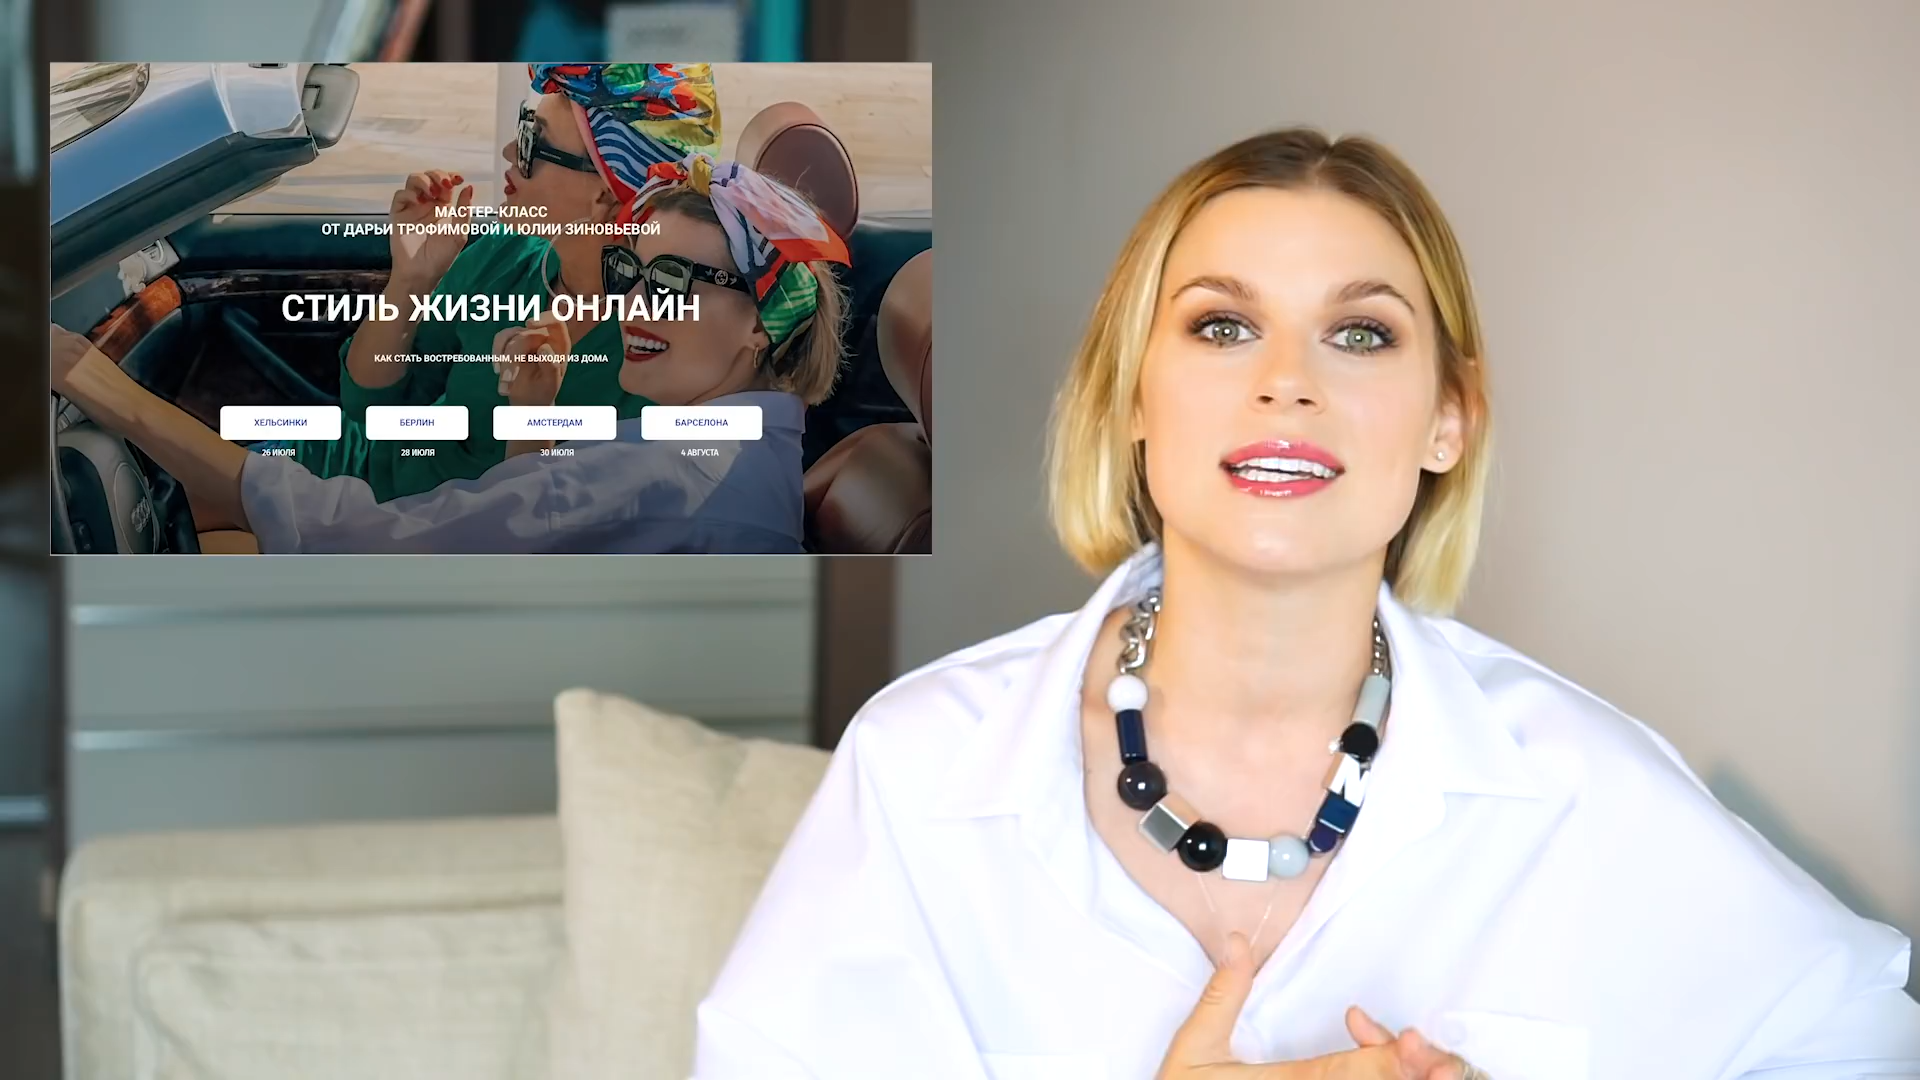 МАСТЕР-КЛАСС
ОТ ДАРЬИ ТРОФИМОВОЙ И ЮЛИИ ЗИНОВЬЕВОЙ
СТИЛЬ ЖИЗНИ ОНЛАЙН
КАК СТАТЬ ВОСТРЕБОВАННЫМ, НЕ ВЫХОДЯ ИЗ ДОМА
ХЕЛЬСИНКИ БЕРЛИН АМСТЕРДАМ БАРСЕЛОНА
26 ИЮЛЯ 28 ИЮЛЯ 30 ИЮЛЯ 4 АВГУСТА